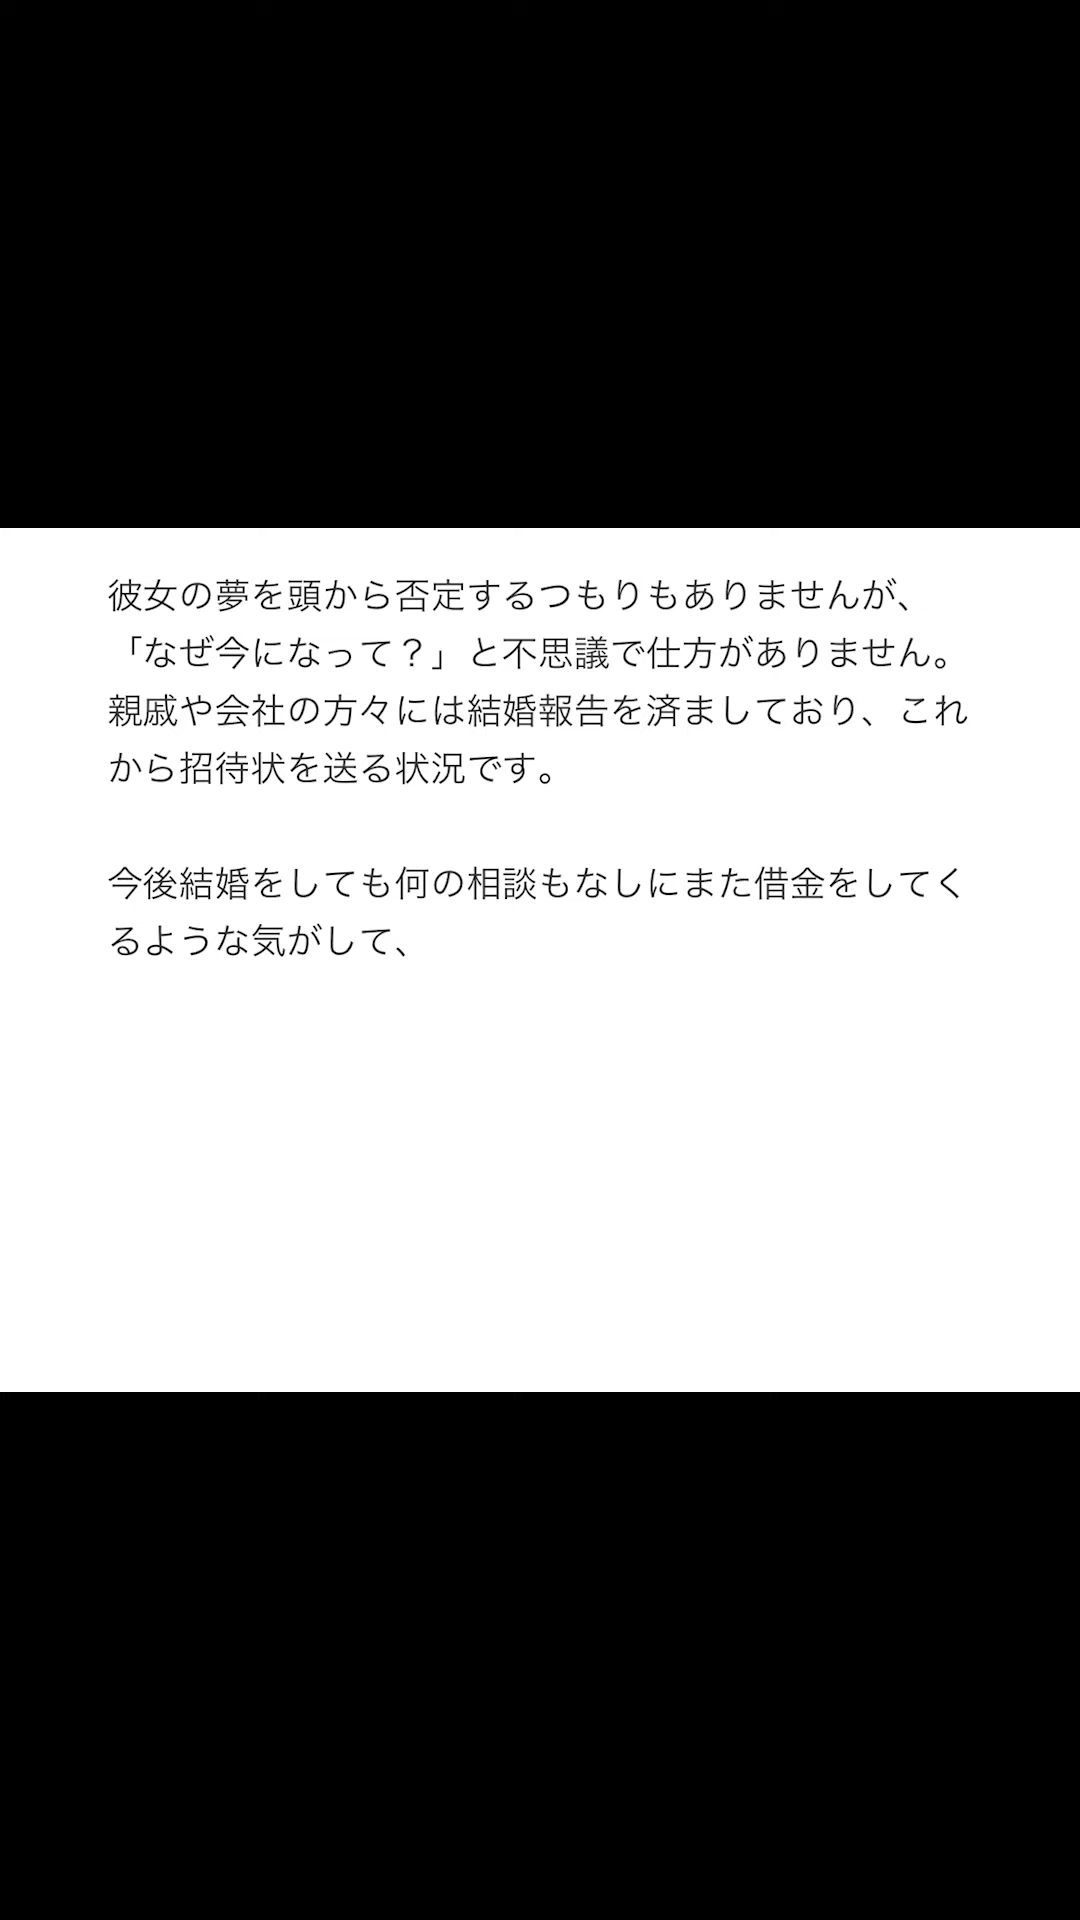 彼女の夢を頭から否定するつもりもありませんが、
「なぜ今になって？」と不思議で仕方がありません。
親戚や会社の方々には結婚報告を済ましており、これ
から招待状を送る状況です。
今後結婚をしても何の相談もなしにまた借金をしてく
るような気がして、